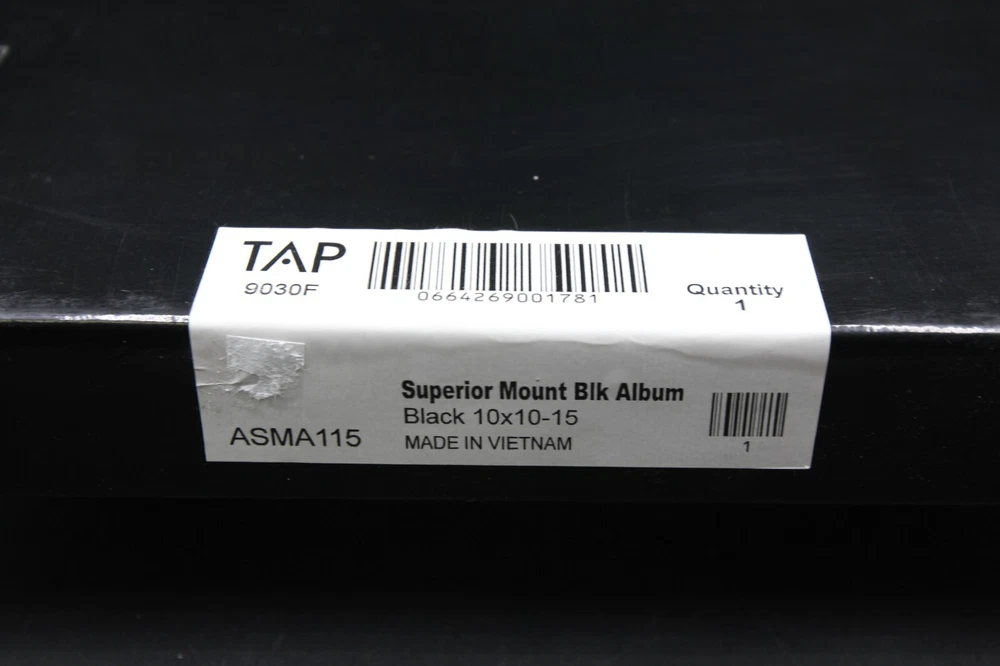 TAP
9030F
0664269001781
Quantity
1
Superior Mount Blk Album
Black 10x10-15
MADE IN VIETNAM
ASMA115
1